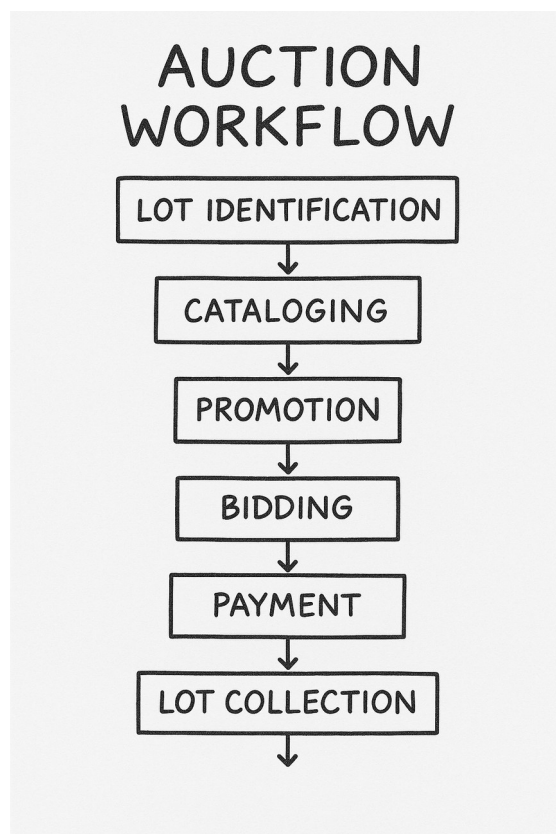 AUCTION
WORKFLOW
LOT IDENTIFICATION
CATALOGING
PROMOTION
BIDDING
PAYMENT
LOT COLLECTION